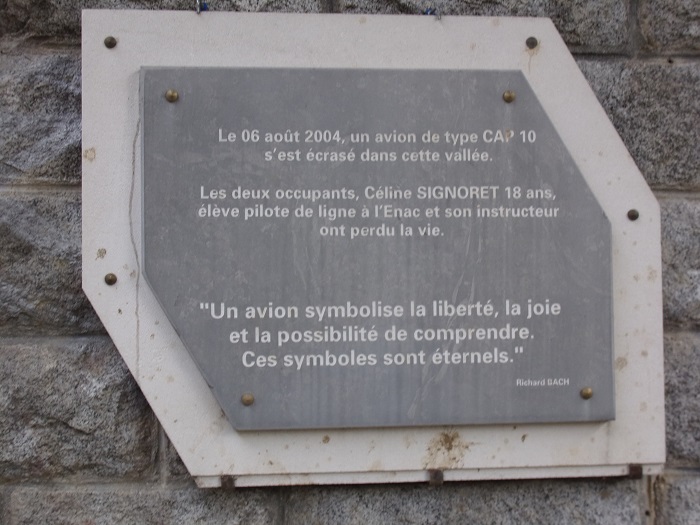 Le 06 août 2004, un avion de type CAP 10
s'est écrasé dans cette vallée.
Les deux occupants, Céline SIGNORET 18 ans,
élève pilote de ligne à l'Enac et son instructeur
ont perdu la vie.
"Un avion symbolise la liberté, la joie
et la possibilité de comprendre.
Ces symboles sont éternels."
Richard BACH